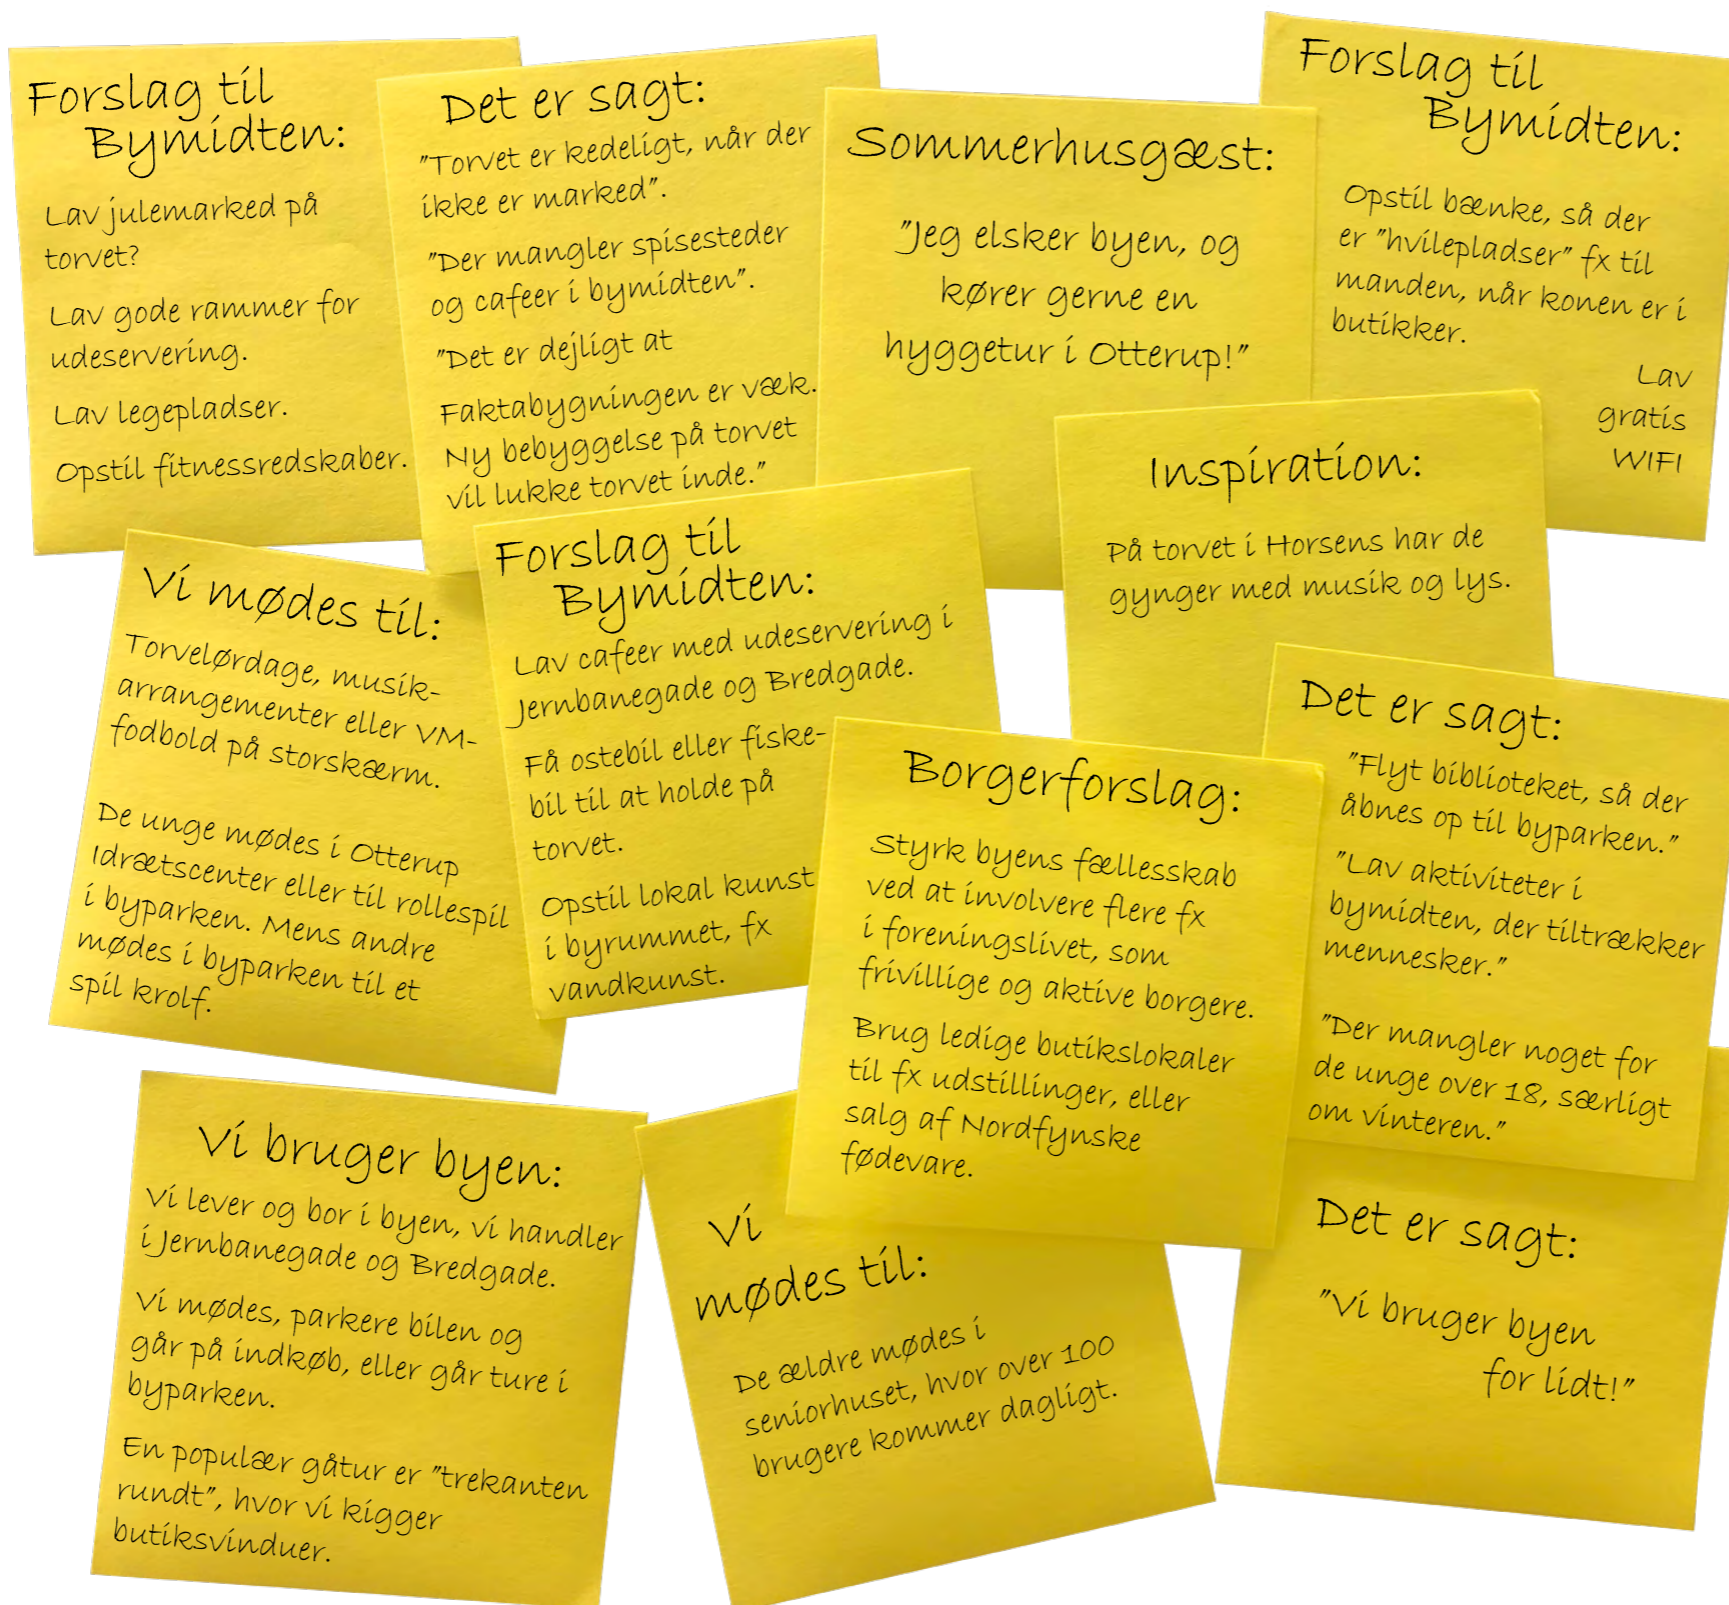 Forslag til
Bymidten:
Lav julemarked på
torvet?
Lav gode rammer for
udeservering.
Lav legepladser.
Opstil fitnessredskaber.
Det er sagt:
"Torvet er kedeligt, når der
ikke er marked".
"Der mangler spisesteder
og cafeer i bymidten".
"Det er dejligt at
Faktabygningen er væk.
Ny bebyggelse på torvet
vil lukke torvet inde."
Sommerhusgæst:
"Jeg elsker byen, og
kører gerne en
hyggetur i Otterup!"
Forslag til
Bymidten:
Opstil bænke, så der
er "hvilepladser" fx til
manden, når konen er i
butikker.
Lav
gratis
WIFI
Inspiration:
På torvet i Horsens har de
gynger med musik og lys.
Vi mødes til:
Torvelørdage, musik-
arrangementer eller VM-
fodbold på storskærm.
De unge mødes i Otterup
Idrætscenter eller til rollespil
i byparken. Mens andre
mødes i byparken til et
spil krolf.
Forslag til
Bymidten:
Lav cafeer med udeservering i
Jernbanegade og Bredgade.
Få ostebil eller fiske-
bil til at holde på
torvet.
Opstil lokal kunst
i byrummet, fx
vandkunst.
Borgerforslag:
Styrk byens fællesskab
ved at involvere flere fx
i foreningslivet, som
frivillige og aktive borgere.
Brug ledige butikslokaler
til fx udstillinger, eller
salg af Nordfynske
fødevare.
Det er sagt:
"Flyt biblioteket, så der
åbnes op til byparken."
"Lav aktiviteter i
bymidten, der tiltrækker
mennesker."
"Der mangler noget for
de unge over 18, særligt
om vinteren."
Vi bruger byen:
Vi lever og bor i byen, vi handler
i Jernbanegade og Bredgade.
Vi mødes, parkere bilen og
går på indkøb, eller går ture i
byparken.
En populær gåtur er "trekanten
rundt", hvor vi kigger
butiksvinduer.
Vi
mødes til:
De ældre mødes i
seniorhuset, hvor over 100
brugere kommer dagligt.
Det er sagt:
"Vi bruger byen
for lidt!"